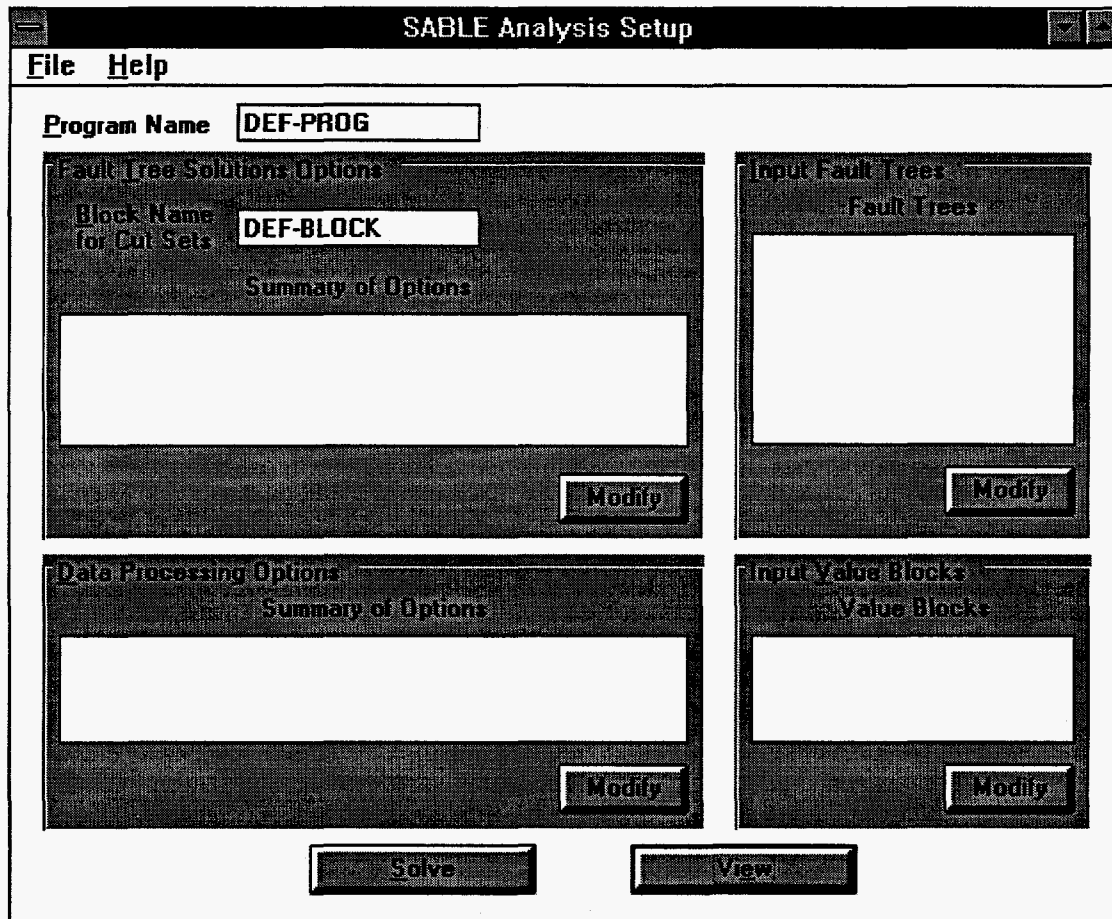 SABLE Analysis Setup
File Help
Program Name DEF-PROG
Fault Tree Solutions Options
Block Name
for Cut Sets
DEF-BLOCK
Summary of Options
Modify
Input Fault Trees
Fault Trees
Modify
Data Processing Options
Summary of Options
Modify
Input Value Blocks
Value Blocks
Modify
Solve
View